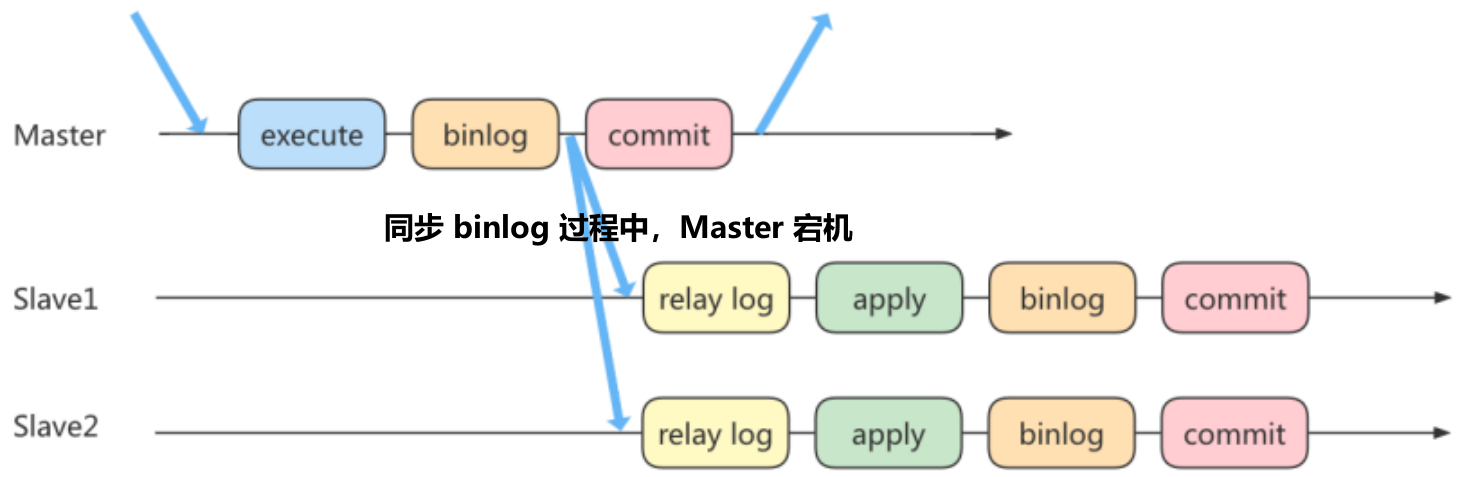 Master execute binlog commit
同步 binlog 过程中，Master 宕机
Slave1 relay log apply binlog commit
Slave2 relay log apply binlog commit